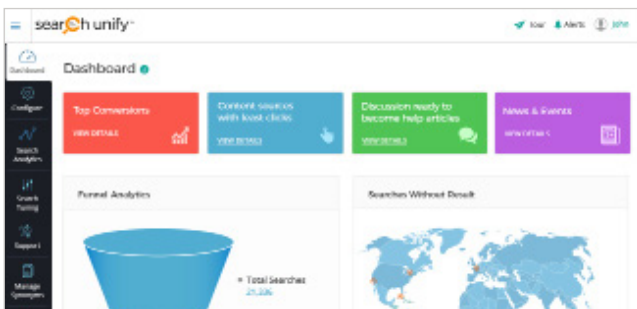 search unify
Tour Alerts John
Dashboard
Dashboard
Configure
Search
Analytics
Search
Tuning
Support
Manage
Synonyms
Top Conversions
VIEW DETAILS
Content sources
with least clicks
VIEW DETAILS
Discussion ready to
become help articles
VIEW DETAILS
News & Events
VIEW DETAILS
Funnel Analytics
Total Searches
Searches Without Result